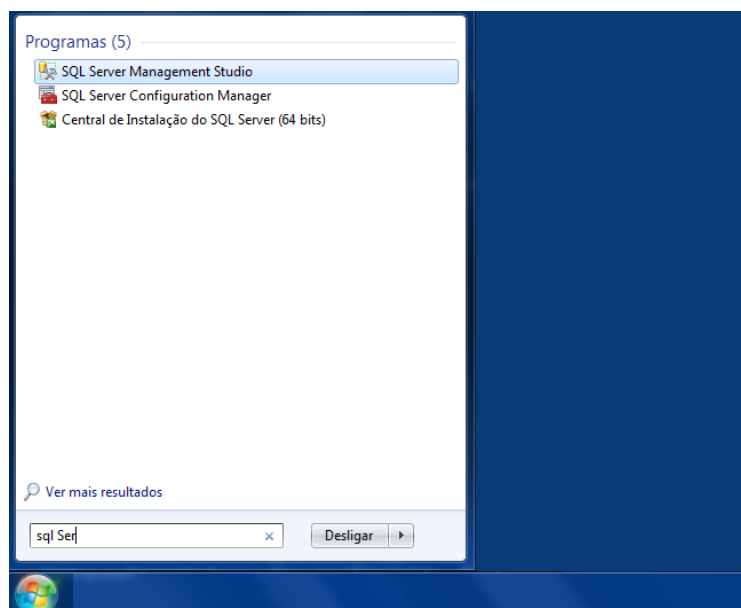 Programas (5)
SQL Server Management Studio
SQL Server Configuration Manager
Central de Instalação do SQL Server (64 bits)
Ver mais resultados
sql Ser
Desligar